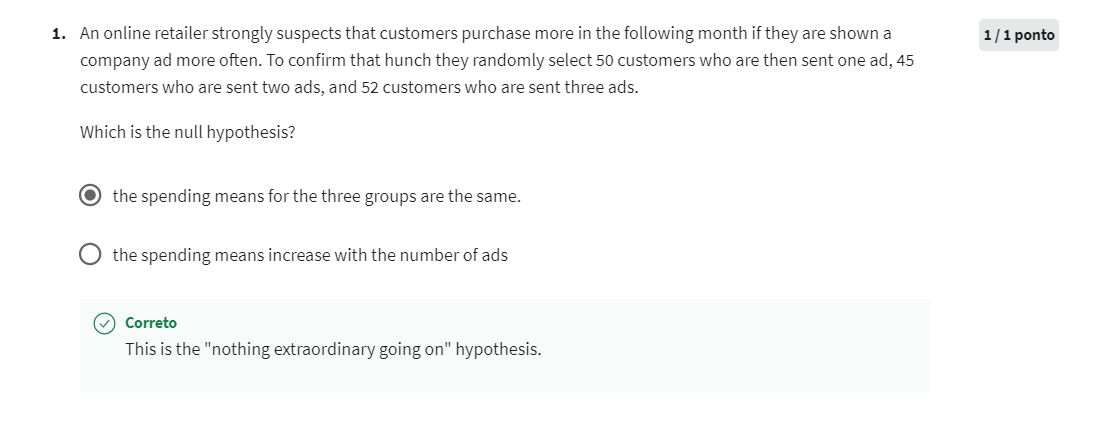 1. An online retailer strongly suspects that customers purchase more in the following month if they are shown a
1 / 1 ponto
company ad more often. To confirm that hunch they randomly select 50 customers who are then sent one ad, 45
customers who are sent two ads, and 52 customers who are sent three ads.
Which is the null hypothesis?
the spending means for the three groups are the same.
the spending means increase with the number of ads
Correto
This is the "nothing extraordinary going on" hypothesis.